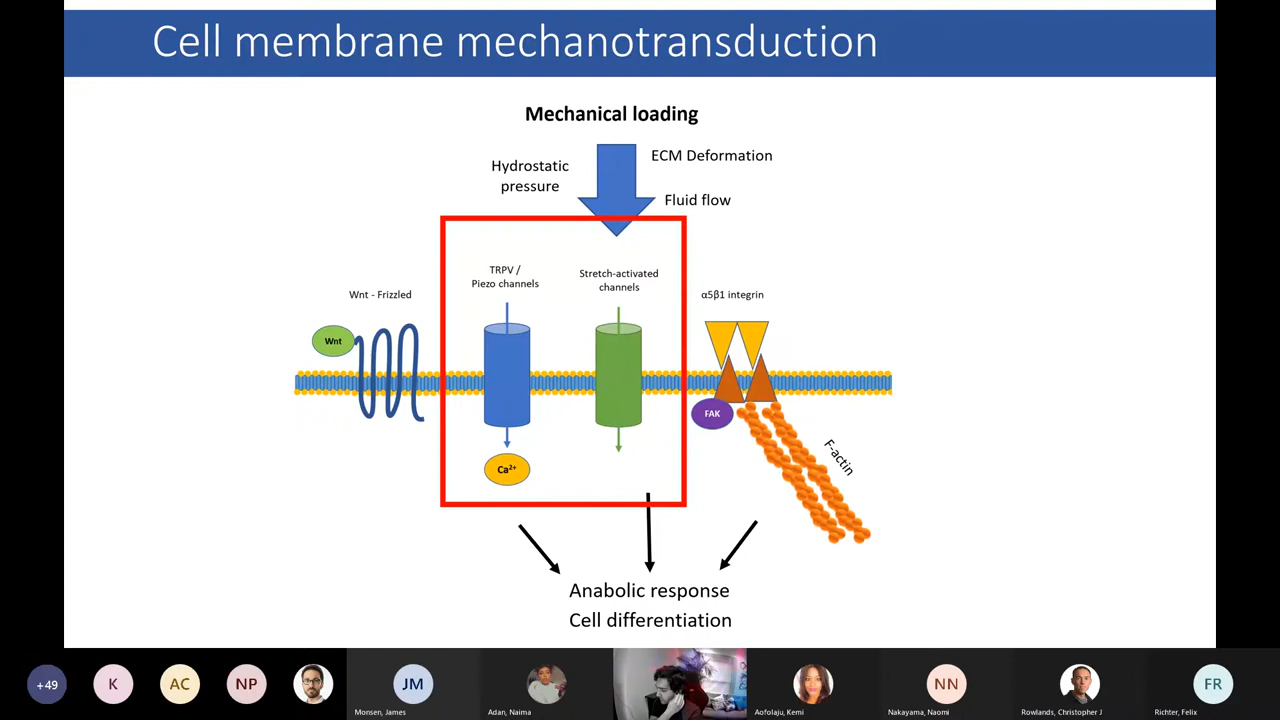 Cell membrane mechanotransduction
Mechanical loading
Hydrostatic
pressure
ECM Deformation
Fluid flow
TRPV /
Piezo channels
Stretch-activated
channels
Wnt - Frizzled
α5β1 integrin
Wnt
FAK
F-actin
Ca²⁺
Anabolic response
Cell differentiation
+49
K
AC
NP
JM
NN
FR
Monsen, James
Adan, Naima
Aofolaju, Kemi
Nakayama, Naomi
Rowlands, Christopher J
Richter, Felix